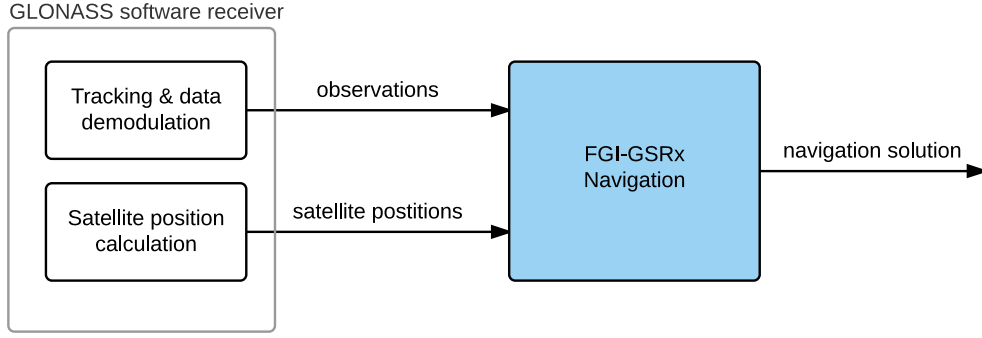 GLONASS software receiver
Tracking & data
demodulation
observations
Satellite position
calculation
satellite postitions
FGI-GSRx
Navigation
navigation solution